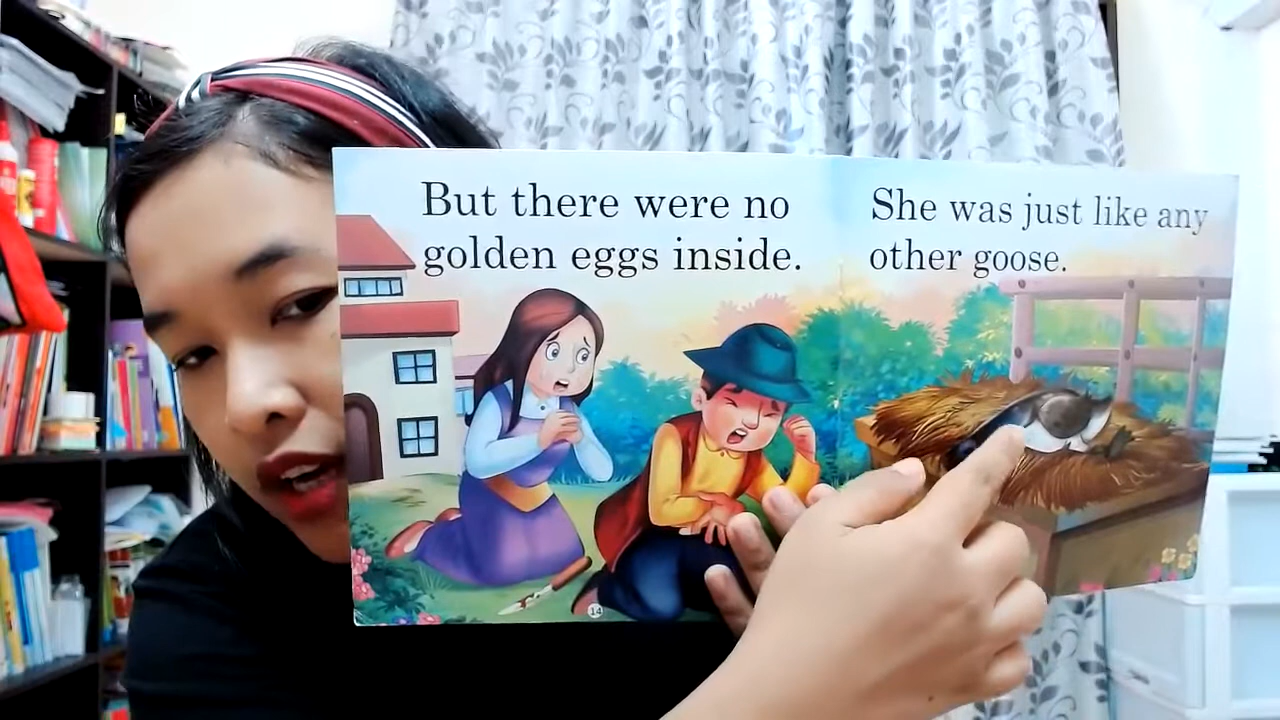 But there were no
golden eggs inside.
She was just like any
other goose.
14